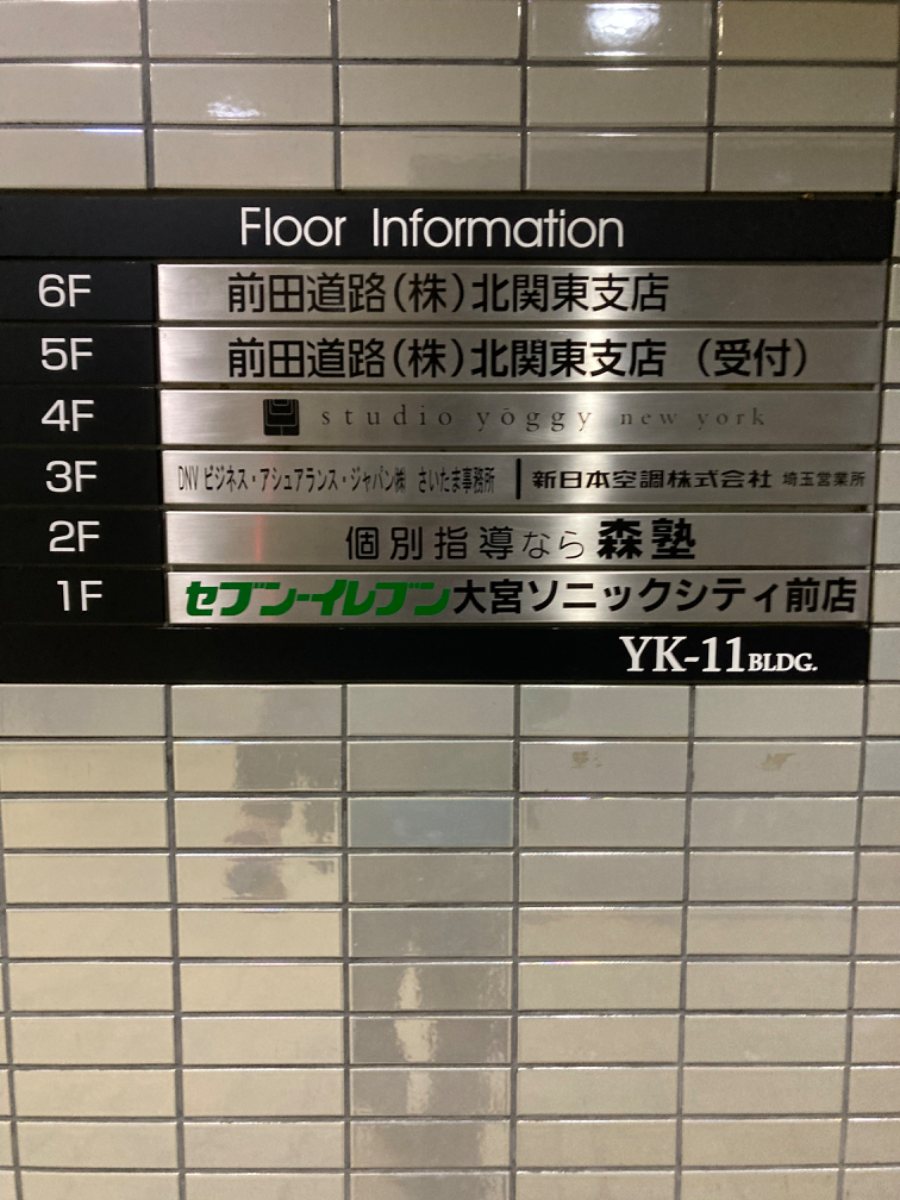 Floor Information
6F 前田道路(株)北関東支店
5F 前田道路(株)北関東支店 (受付)
4F studio yōggy new york
3F DNV ビジネス・アシュアランス・ジャパン㈱ さいたま事務所 新日本空調株式会社 埼玉営業所
2F 個別指導なら 森塾
1F セブン-イレブン 大宮ソニックシティ前店
YK-11 BLDG.